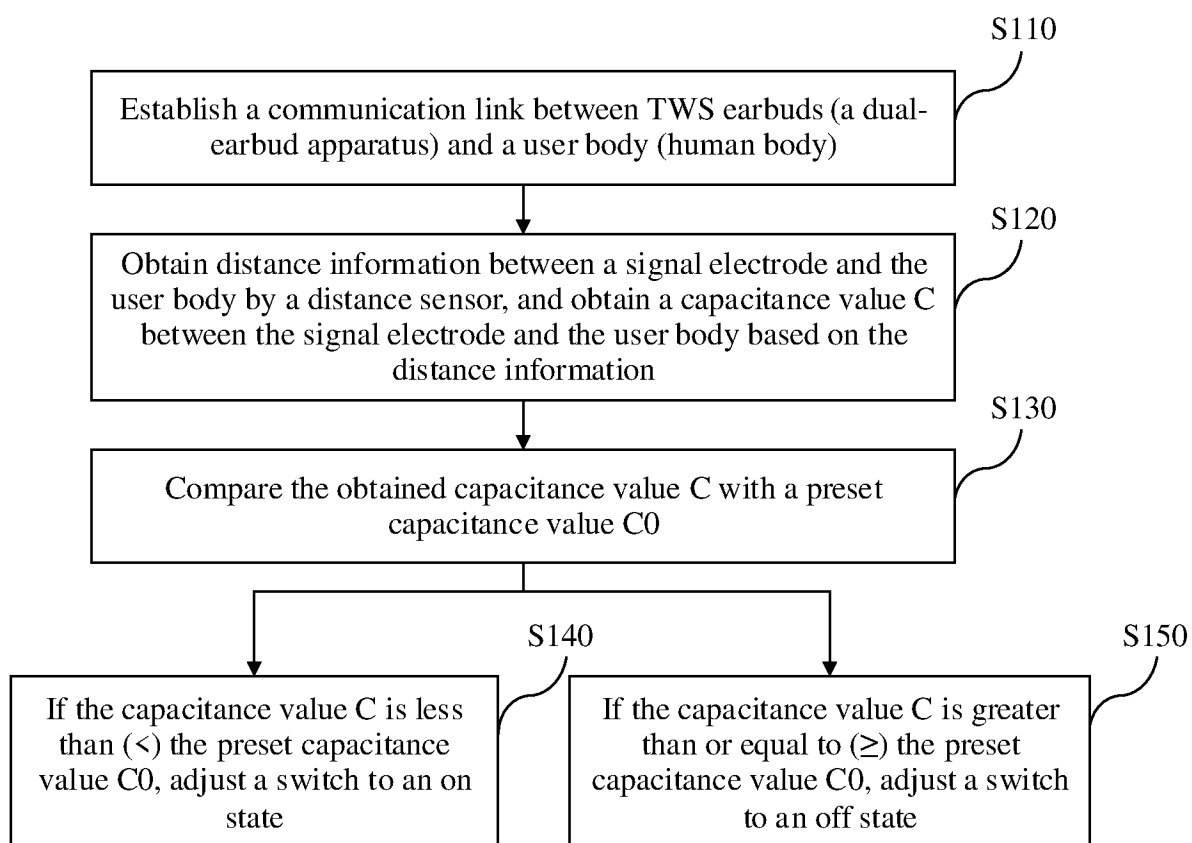 S110
Establish a communication link between TWS earbuds (a dual-
earbud apparatus) and a user body (human body)
S120
Obtain distance information between a signal electrode and the
user body by a distance sensor, and obtain a capacitance value C
between the signal electrode and the user body based on the
distance information
S130
Compare the obtained capacitance value C with a preset
capacitance value C0
S140
If the capacitance value C is less
than (<) the preset capacitance
value C0, adjust a switch to an on
state
S150
If the capacitance value C is greater
than or equal to (≥) the preset
capacitance value C0, adjust a switch
to an off state